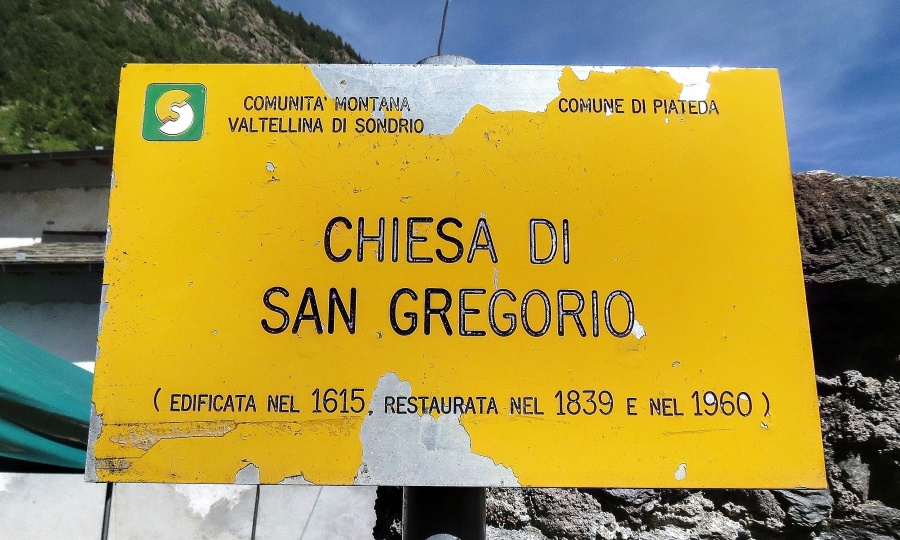 COMUNITA' MONTANA
VALTELLINA DI SONDRIO
COMUNE DI PIATEDA
CHIESA DI
SAN GREGORIO
( EDIFICATA NEL 1615, RESTAURATA NEL 1839 E NEL 1960 )